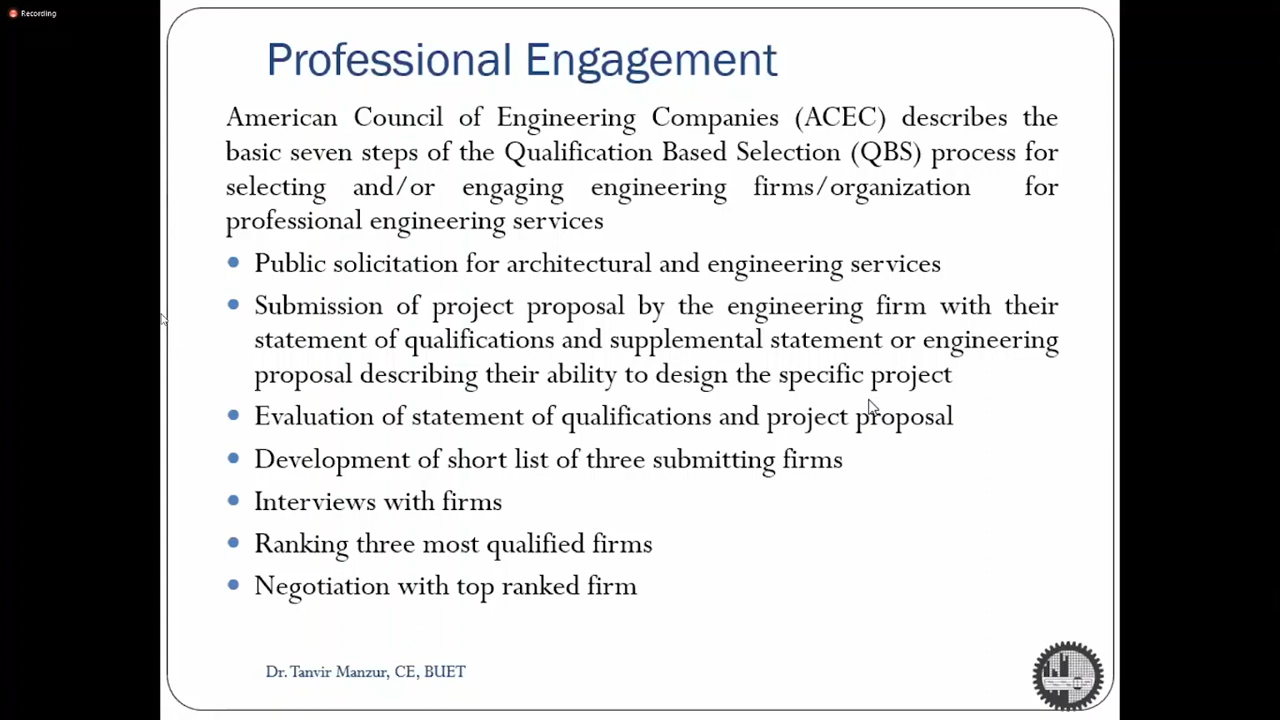 Recording
Professional Engagement
American Council of Engineering Companies (ACEC) describes the
basic seven steps of the Qualification Based Selection (QBS) process for
selecting and/or engaging engineering firms/organization for
professional engineering services
Public solicitation for architectural and engineering services
Submission of project proposal by the engineering firm with their
statement of qualifications and supplemental statement or engineering
proposal describing their ability to design the specific project
Evaluation of statement of qualifications and project proposal
Development of short list of three submitting firms
Interviews with firms
Ranking three most qualified firms
Negotiation with top ranked firm
Dr. Tanvir Manzur, CE, BUET